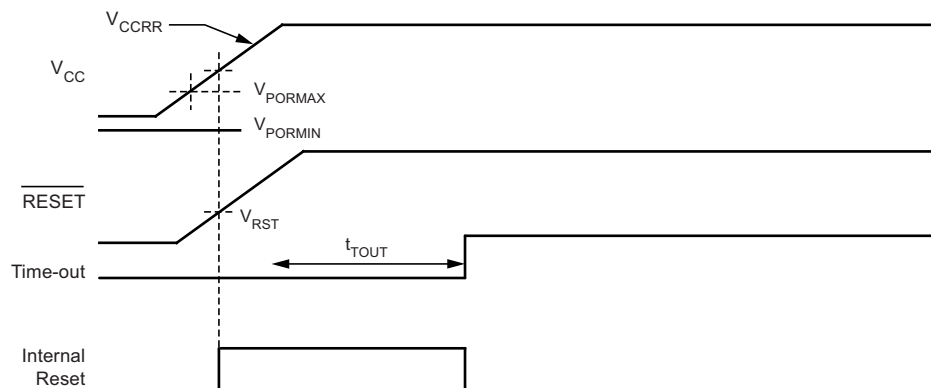 VCCRR
VCC
VPORMAX
VPORMIN
RESET
VRST
tTOUT
Time-out
Internal
Reset